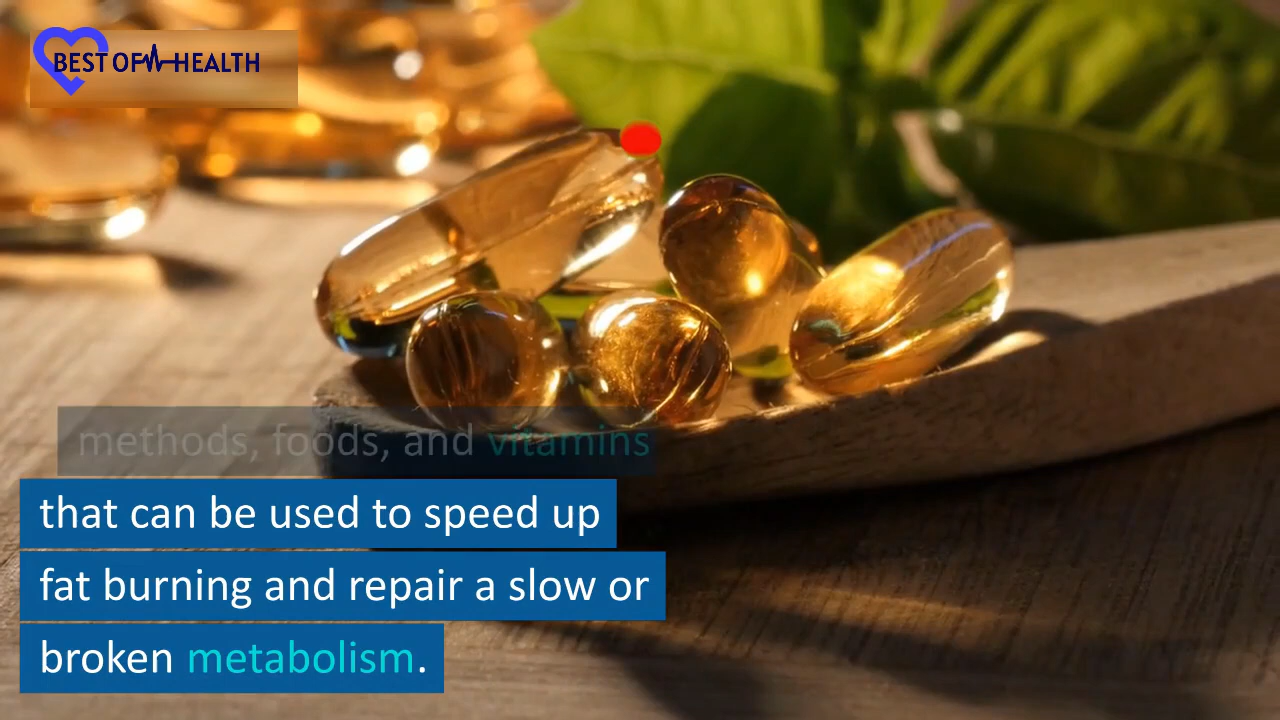 BEST OF HEALTH
methods, foods, and vitamins
that can be used to speed up
fat burning and repair a slow or
broken metabolism.